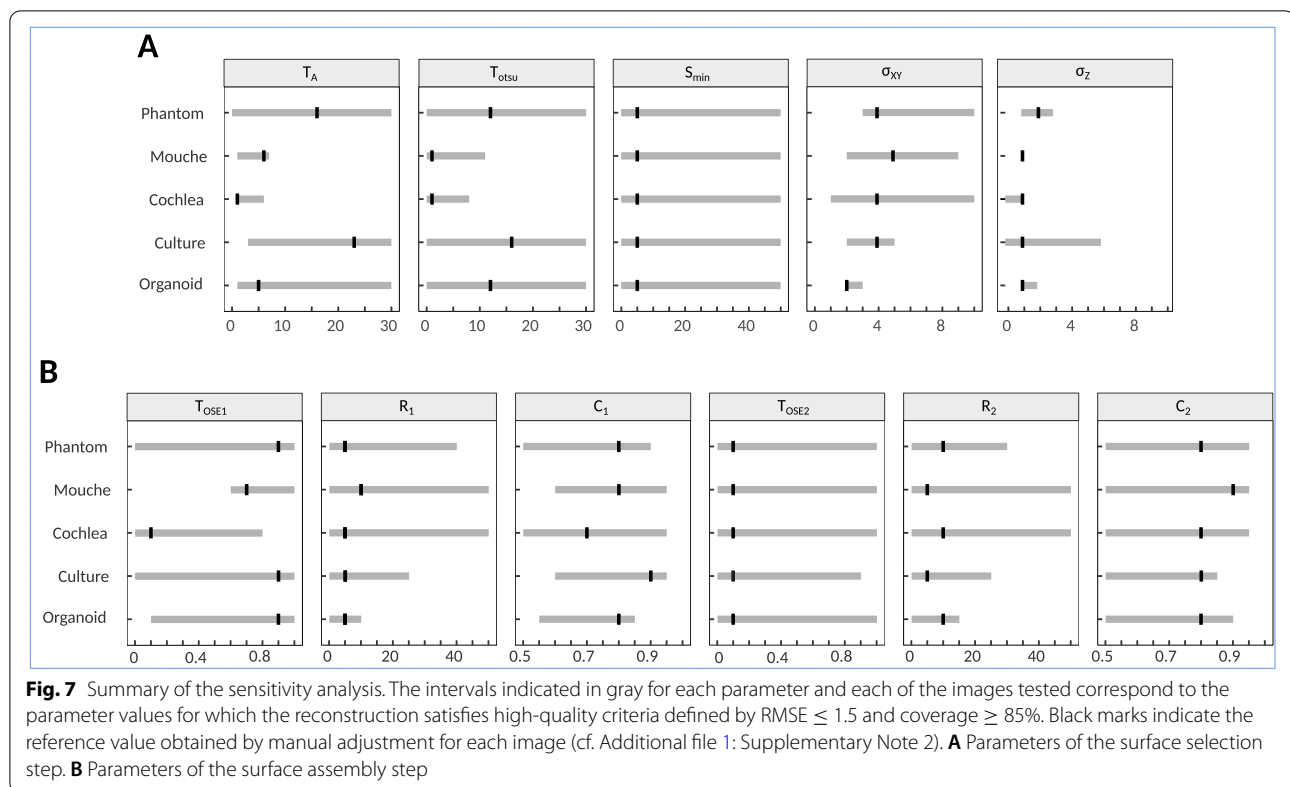 A
T_A T_otsu S_min σ_XY σ_Z
Phantom
Mouche
Cochlea
Culture
Organoid
0 10 20 30 0 10 20 30 0 20 40 0 4 8 0 4 8
B
T_OSE1 R_1 C_1 T_OSE2 R_2 C_2
Phantom
Mouche
Cochlea
Culture
Organoid
0 0.4 0.8 0 20 40 0.5 0.7 0.9 0 0.4 0.8 0 20 40 0.5 0.7 0.9
Fig. 7 Summary of the sensitivity analysis. The intervals indicated in gray for each parameter and each of the images tested correspond to the
parameter values for which the reconstruction satisfies high-quality criteria defined by RMSE ≤ 1.5 and coverage ≥ 85%. Black marks indicate the
reference value obtained by manual adjustment for each image (cf. Additional file 1: Supplementary Note 2). A Parameters of the surface selection
step. B Parameters of the surface assembly step